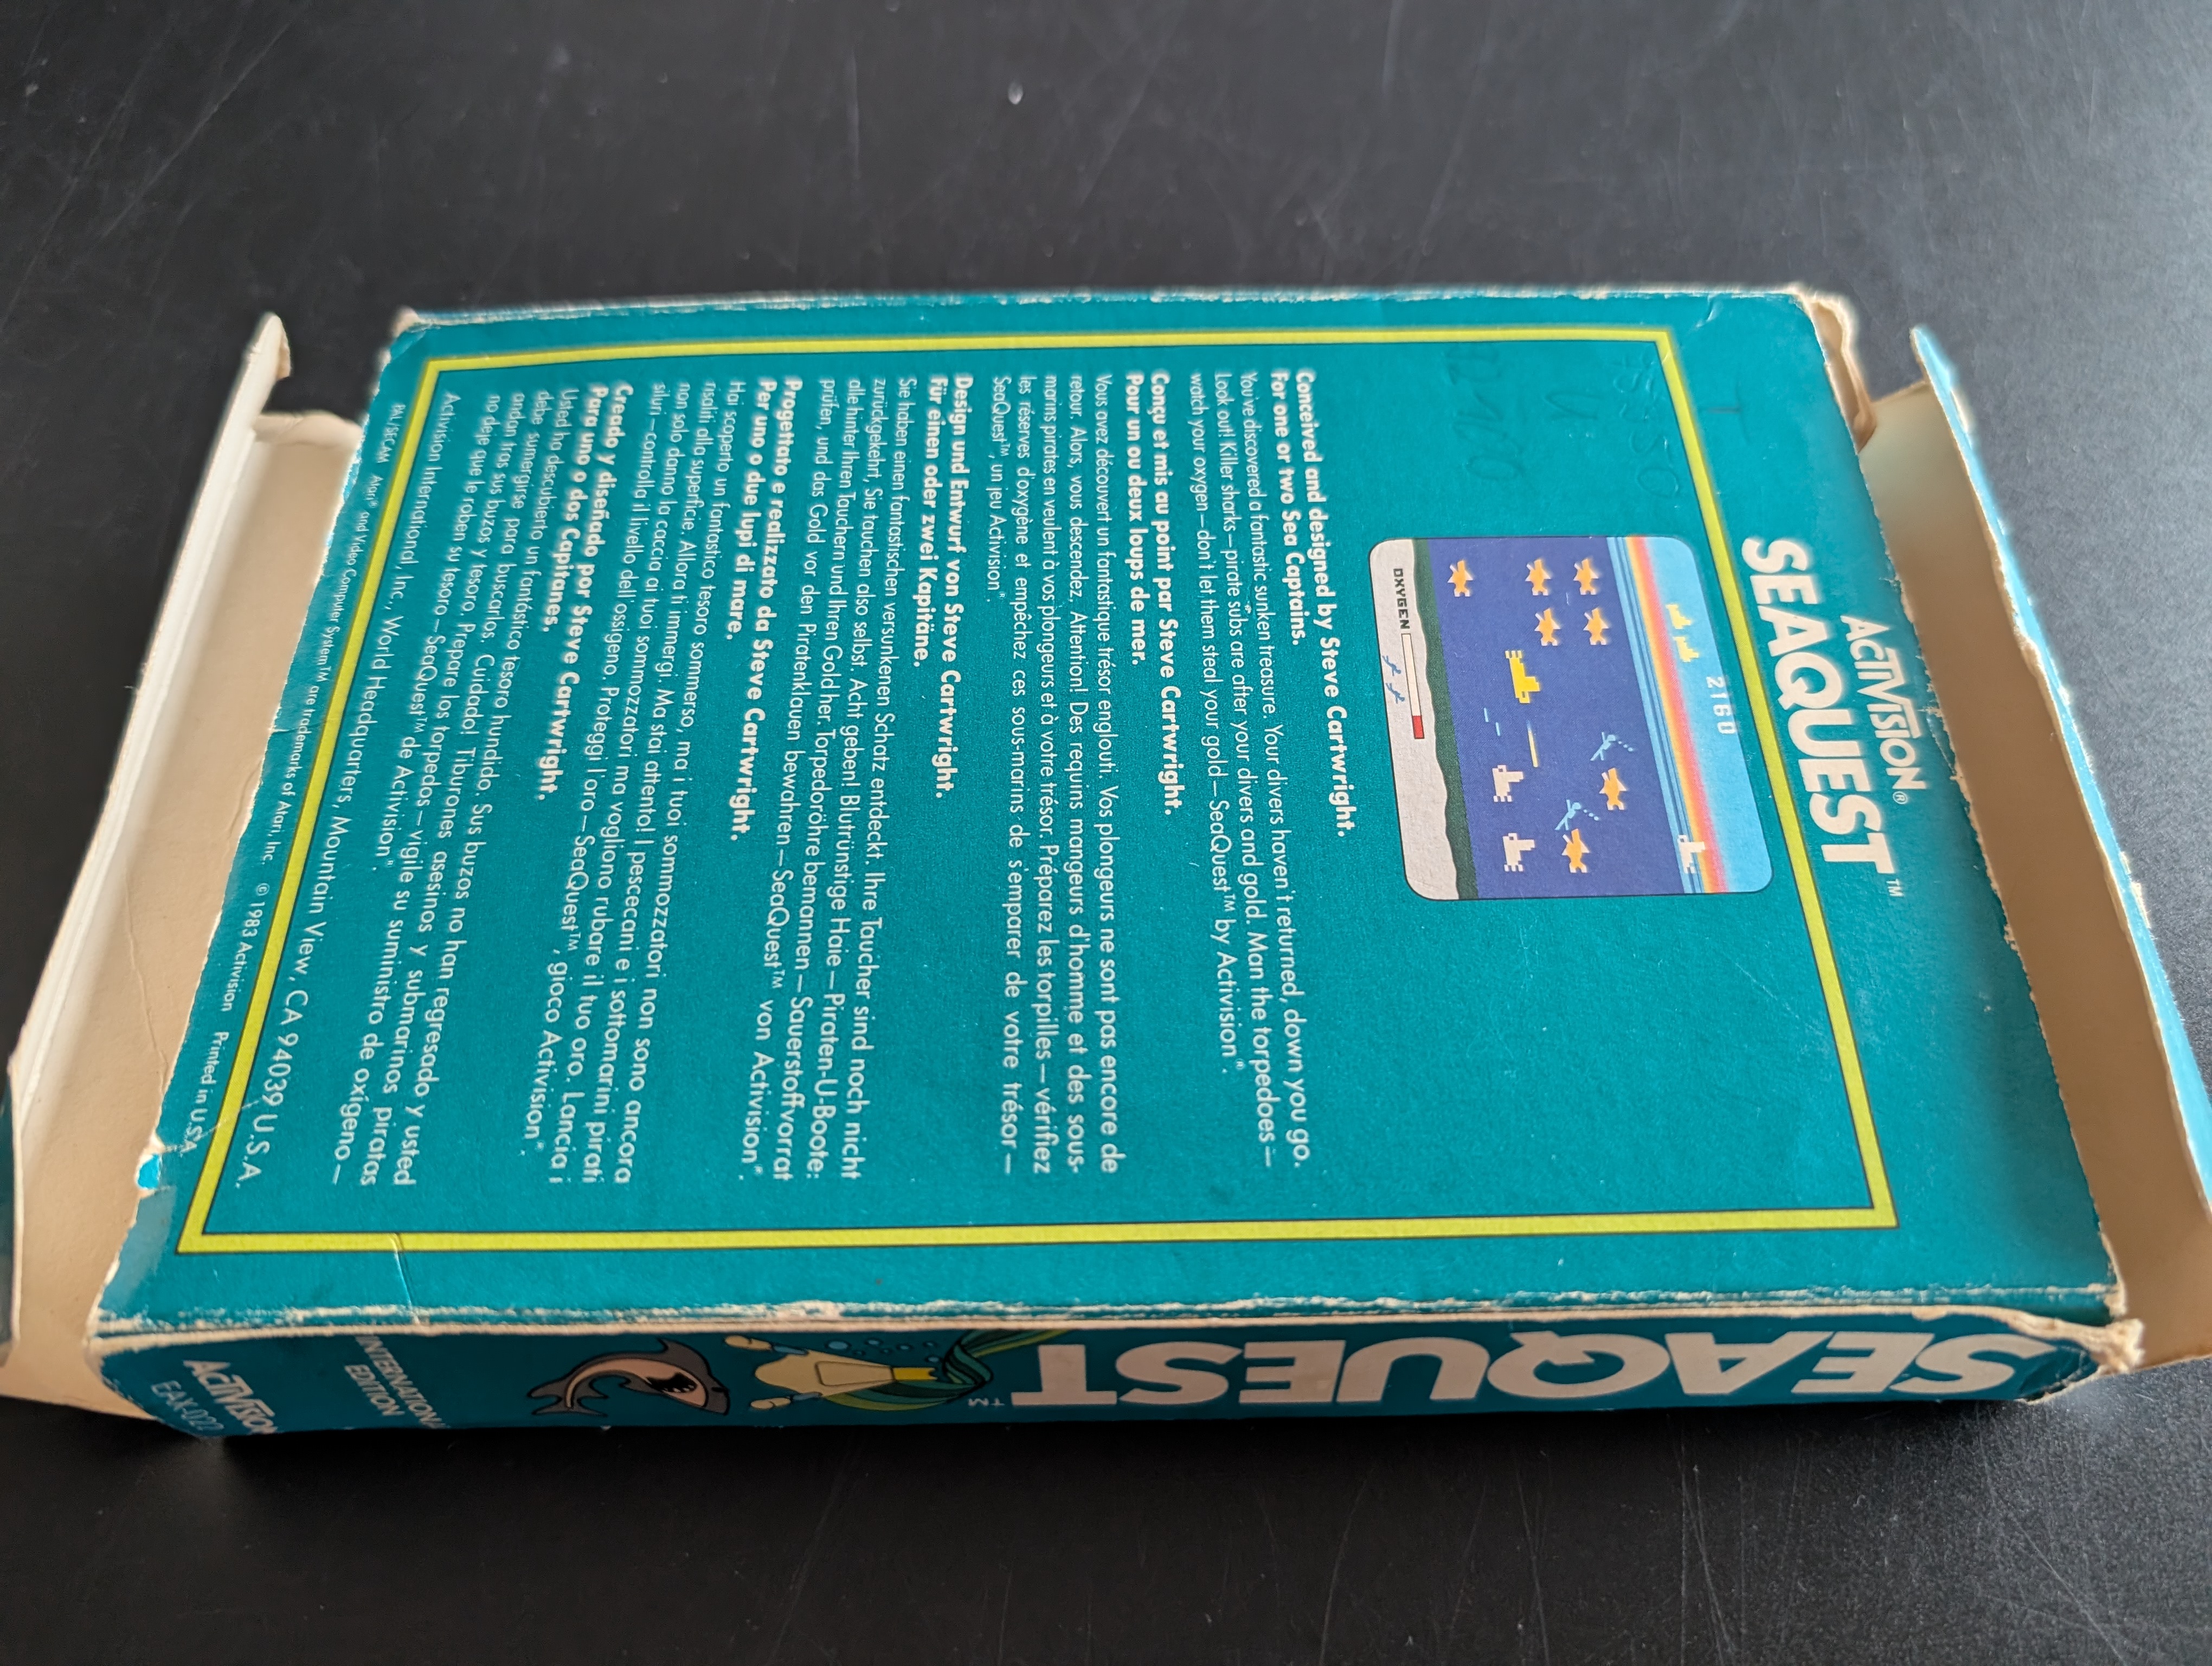 ACTIVISION®
SEAQUEST™
2160
OXYGEN
Conceived and designed by Steve Cartwright.
For one or two Sea Captains.
You've discovered a fantastic sunken treasure. Your divers haven't returned, down you go.
Look out! Killer sharks—pirate subs are after your divers and gold. Man the torpedoes—
watch your oxygen—don't let them steal your gold—SeaQuest™ by Activision®.
Conçu et mis au point par Steve Cartwright.
Pour un ou deux loups de mer.
Vous avez découvert un fantastique trésor englouti. Vos plongeurs ne sont pas encore de
retour. Alors, vous descendez. Attention! Des requins mangeurs d'homme et des sous-
marins pirates en veulent à vos plongeurs et à votre trésor. Préparez les torpilles—vérifiez
les réserves d'oxygène et empêchez ces sous-marins de s'emparer de votre trésor—
SeaQuest™, un jeu Activision®.
Design und Entwurf von Steve Cartwright.
Für einen oder zwei Kapitäne.
Sie haben einen fantastischen versunkenen Schatz entdeckt. Ihre Taucher sind noch nicht
zurückgekehrt, Sie tauchen also selbst. Acht geben! Blutrünstige Haie—Piraten-U-Boote:
alle hinter Ihren Tauchern und Ihren Gold her. Torpedoröhre bemannen—Sauerstoffvorrat
prüfen, und das Gold vor den Piratenklauen bewahren—SeaQuest™ von Activision®.
Progettato e realizzato da Steve Cartwright.
Per uno o due lupi di mare.
Hai scoperto un fantastico tesoro sommerso, ma i tuoi sommozzatori non sono ancora
risaliti alla superficie. Allora ti immergi. Ma stai attento! I pescecani e i sottomarini pirati
non solo danno la caccia ai tuoi sommozzatori ma vogliono rubare il tuo oro. Lancia i
siluri—controlla il livello dell'ossigeno, Proteggi l'oro—SeaQuest™, gioco Activision®.
Creado y diseñado por Steve Cartwright.
Para uno o dos Capitanes.
Usted ha descubierto un fantástico tesoro hundido. Sus buzos no han regresado y usted
debe sumergirse para buscarlos. Cuidado! Tiburones asesinos y submarinos piratas
andan tras sus buzos y tesoro, Prepare los torpedos—vigile su suministro de oxígeno—
no deje que le roben su tesoro—SeaQuest™ de Activision®.
Activision International, Inc., World Headquarters, Mountain View, CA 94039, U.S.A.
PAL/SECAM Atari® and Video Computer System™ are trademarks of Atari, Inc. © 1983 Activision Printed in U.S.A.
SEAQUEST™
INTERNATIONAL
EDITION
ACTIVISION
EAX-022